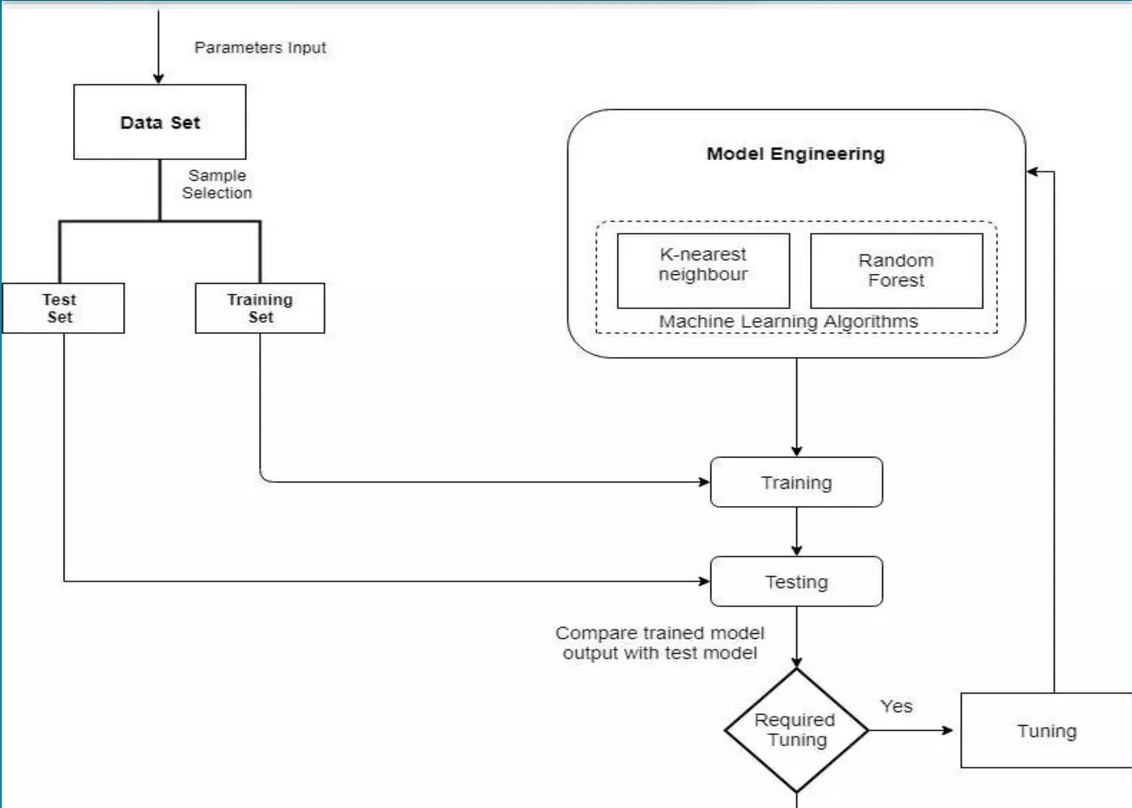 Parameters Input
Data Set
Sample
Selection
Test
Set
Training
Set
Model Engineering
K-nearest
neighbour
Random
Forest
Machine Learning Algorithms
Training
Testing
Compare trained model
output with test model
Required
Tuning
Yes
Tuning